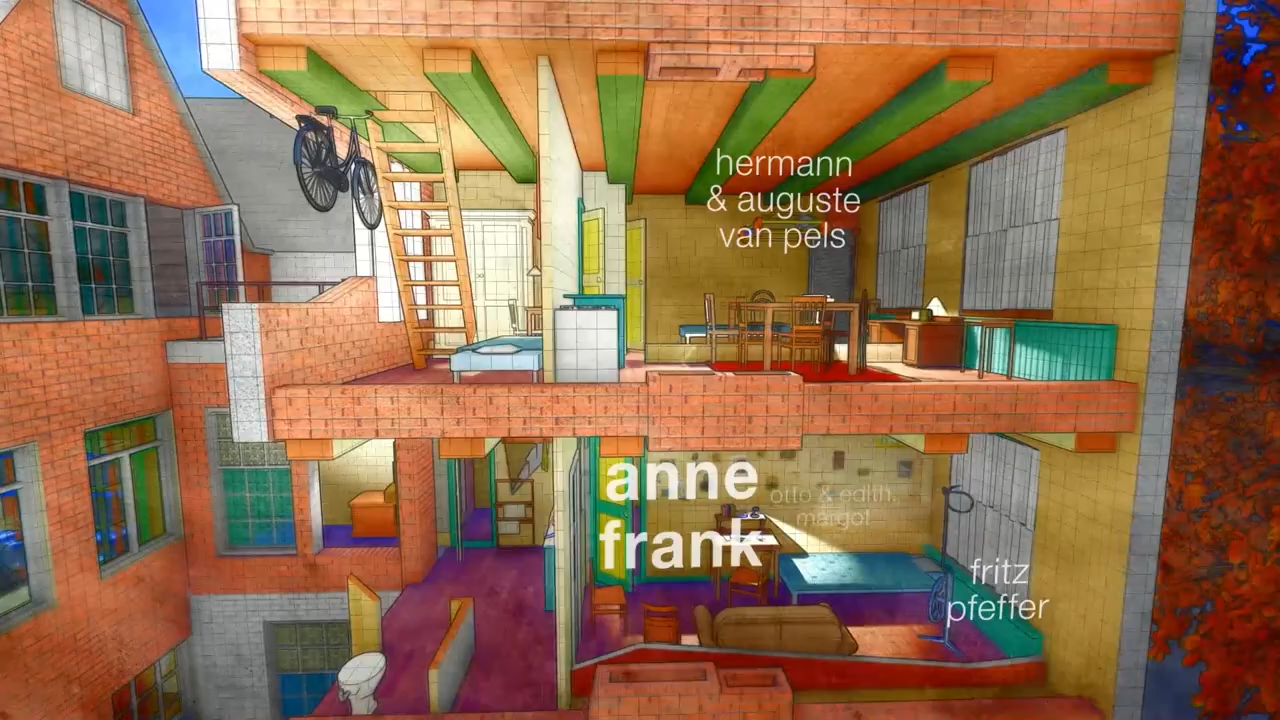 hermann
& auguste
van pels
anne
frank
otto & edith,
margot
fritz
pfeffer